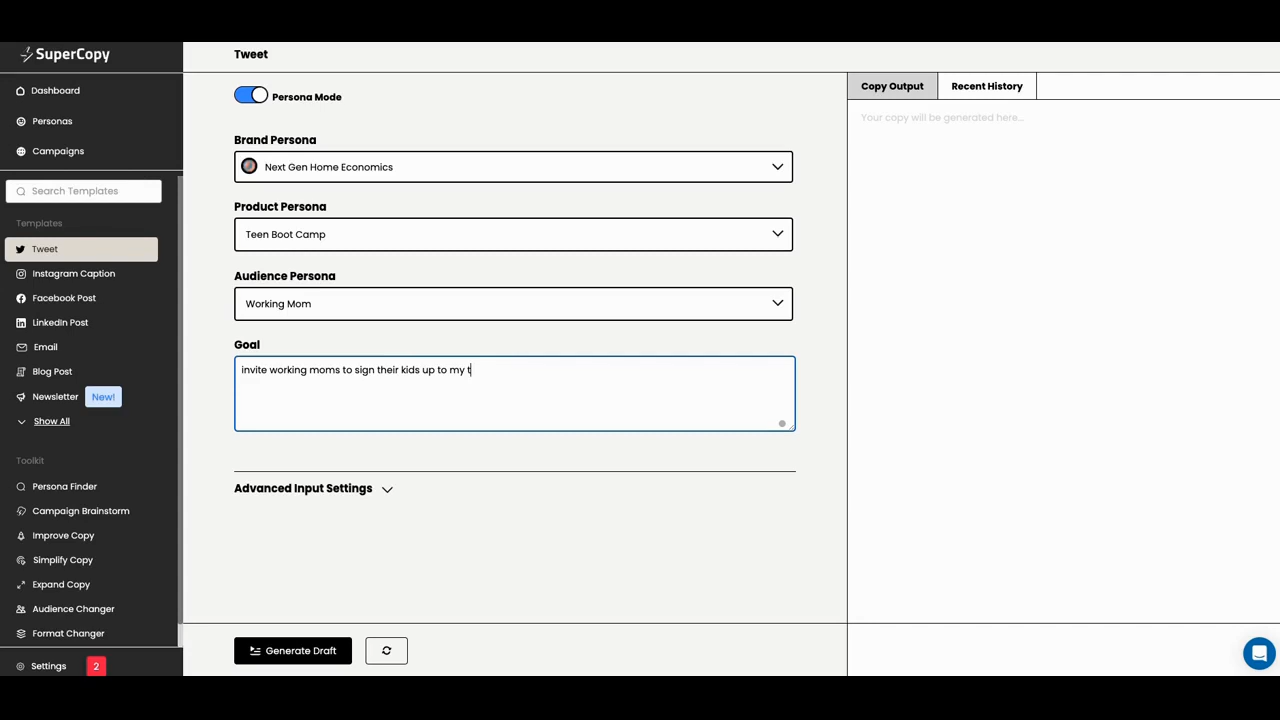 SuperCopy
Dashboard
Personas
Campaigns
Search Templates
Templates
Tweet
Instagram Caption
Facebook Post
LinkedIn Post
Email
Blog Post
Newsletter New!
Show All
Toolkit
Persona Finder
Campaign Brainstorm
Improve Copy
Simplify Copy
Expand Copy
Audience Changer
Format Changer
Settings 2
Tweet
Persona Mode
Brand Persona
Next Gen Home Economics
Product Persona
Teen Boot Camp
Audience Persona
Working Mom
Goal
invite working moms to sign their kids up to my t
Advanced Input Settings
Generate Draft
Copy Output Recent History
Your copy will be generated here...